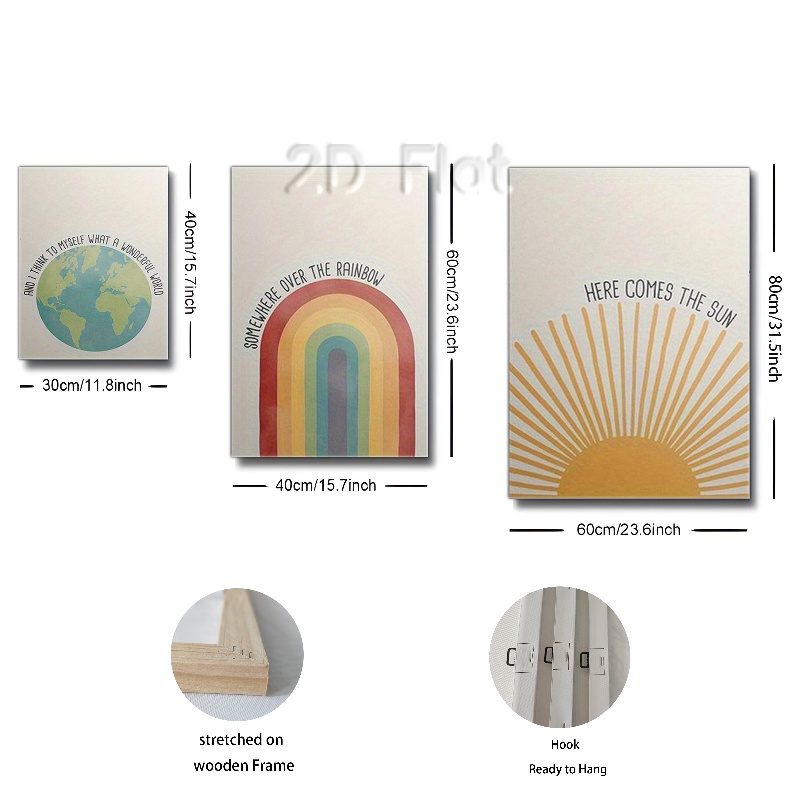 2D Flat
AND I THINK TO MYSELF WHAT A WONDERFUL WORLD
40cm/15.7inch
30cm/11.8inch
SOMEWHERE OVER THE RAINBOW
60cm/23.6inch
40cm/15.7inch
HERE COMES THE SUN
80cm/31.5inch
60cm/23.6inch
stretched on
wooden Frame
Hook
Ready to Hang